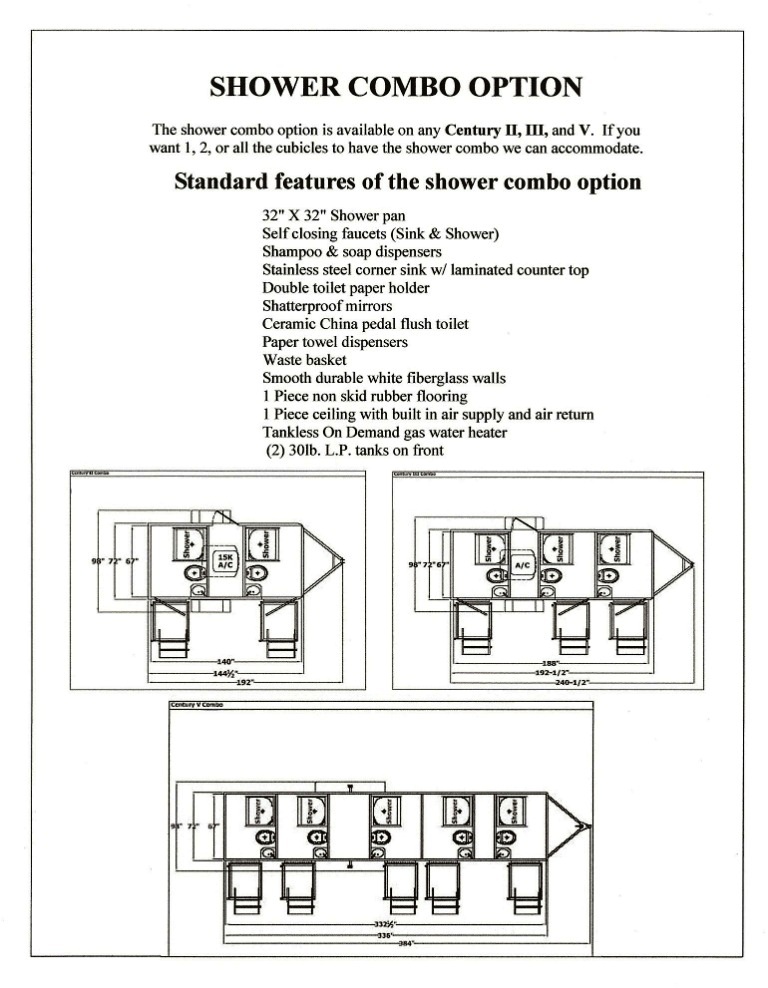 SHOWER COMBO OPTION
The shower combo option is available on any Century II, III, and V. If you
want 1, 2, or all the cubicles to have the shower combo we can accommodate.
Standard features of the shower combo option
32" X 32" Shower pan
Self closing faucets (Sink & Shower)
Shampoo & soap dispensers
Stainless steel corner sink w/ laminated counter top
Double toilet paper holder
Shatterproof mirrors
Ceramic China pedal flush toilet
Paper towel dispensers
Waste basket
Smooth durable white fiberglass walls
1 Piece non skid rubber flooring
1 Piece ceiling with built in air supply and air return
Tankless On Demand gas water heater
(2) 30lb. L.P. tanks on front
Century II Combo
Shower
Shower
15K
A/C
98" 72" 67"
140"
144½"
192"
Century III Combo
Shower
Shower
Shower
A/C
98" 72" 67"
188"
192-1/2"
240-1/2"
Century V Combo
Shower
Shower
Shower
Shower
Shower
98" 72" 67"
332½"
336"
384"